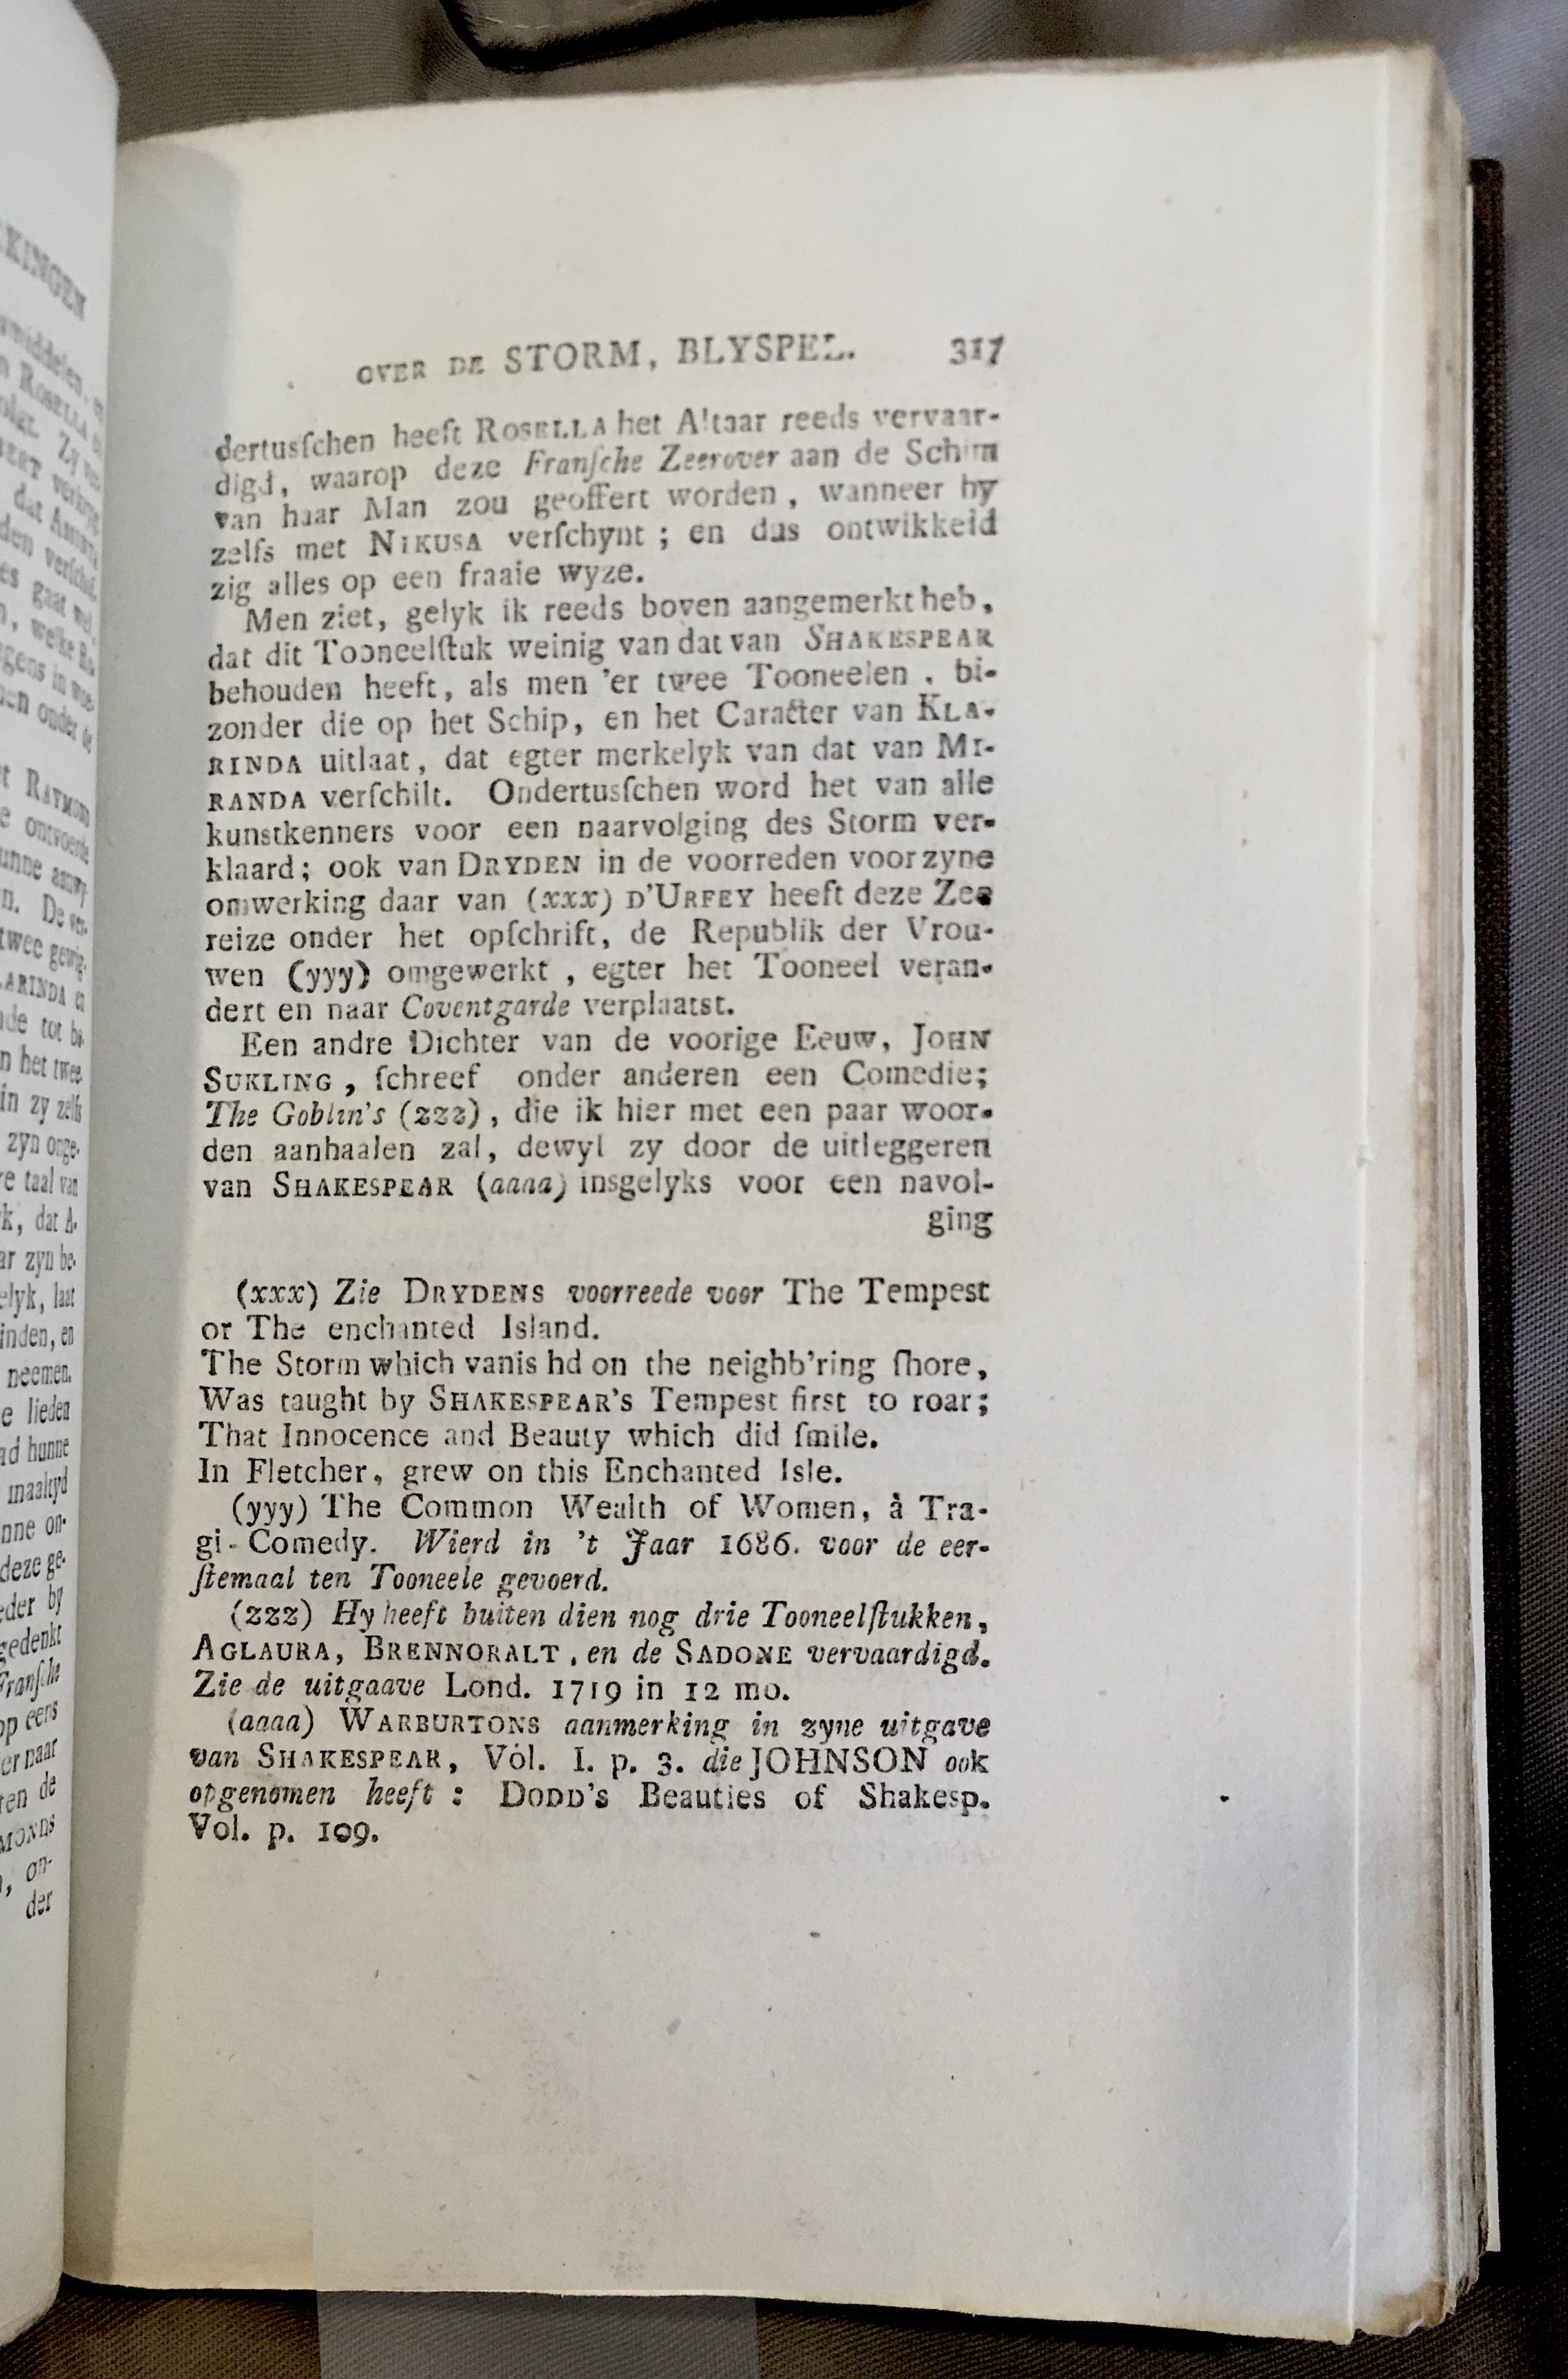 KINGEN
OVER DE STORM, BLYSPEL. 317
dertusſchen heeft ROSELLA het Altaar reeds vervaar-
digd, waarop deze Franſche Zeerover aan de Schim
van haar Man zou geoffert worden, wanneer hy
zelfs met NIKUSA verſchynt; en dus ontwikkeld
zig alles op een fraaie wyze.
Men ziet, gelyk ik reeds boven aangemerkt heb,
dat dit Tooneelſtuk weinig van dat van SHAKESPEAR
behouden heeft, als men 'er twee Tooneelen, bi-
zonder die op het Schip, en het Caracter van KLA-
RINDA uitlaat, dat egter merkelyk van dat van MI-
RANDA verſchilt. Ondertusſchen word het van alle
kunstkenners voor een naarvolging des Storm ver-
klaard; ook van DRYDEN in de voorreden voor zyne
omwerking daar van (xxx) D'URFEY heeft deze Zee
reize onder het opſchrift, de Republik der Vrou-
wen (yyy) omgewerkt, egter het Tooneel veran-
dert en naar Coventgarde verplaatst.
Een andre Dichter van de voorige Eeuw, JOHN
SUKLING, ſchreef onder anderen een Comedie;
The Goblin's (zzz), die ik hier met een paar woor-
den aanhaalen zal, dewyl zy door de uitleggeren
van SHAKESPEAR (aaaa) insgelyks voor een navol-
ging
(xxx) Zie DRYDENS voorreede voor The Tempest
or The enchanted Island.
The Storm which vanis hd on the neighb'ring ſhore,
Was taught by SHAKESPEAR'S Tempest first to roar;
That Innocence and Beauty which did ſmile.
In Fletcher, grew on this Enchanted Isle.
(yyy) The Common Wealth of Women, à Tra-
gi-Comedy. Wierd in 't Jaar 1686. voor de eer-
ſtemaal ten Tooneele gevoerd.
(zzz) Hy heeft buiten dien nog drie Tooneelſtukken,
AGLAURA, BRENNORALT, en de SADONE vervaardigd.
Zie de uitgaave Lond. 1719 in 12 mo.
(aaaa) WARBURTONS aanmerking in zyne uitgave
van SHAKESPEAR, Vol. I. p. 3. die JOHNSON ook
opgenomen heeft: DODD'S Beauties of Shakesp.
Vol. p. 109.